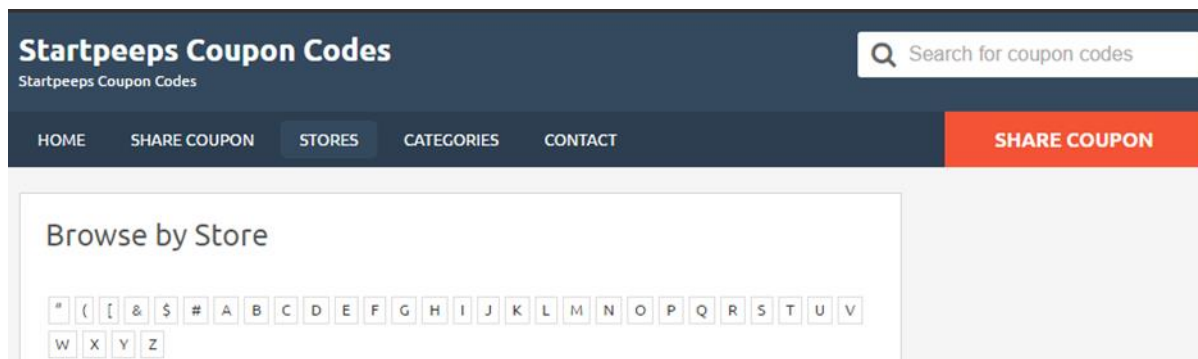 Startpeeps Coupon Codes
Startpeeps Coupon Codes
Search for coupon codes
HOME SHARE COUPON STORES CATEGORIES CONTACT
SHARE COUPON
Browse by Store
" ( [ & $ # A B C D E F G H I J K L M N O P Q R S T U V
W X Y Z